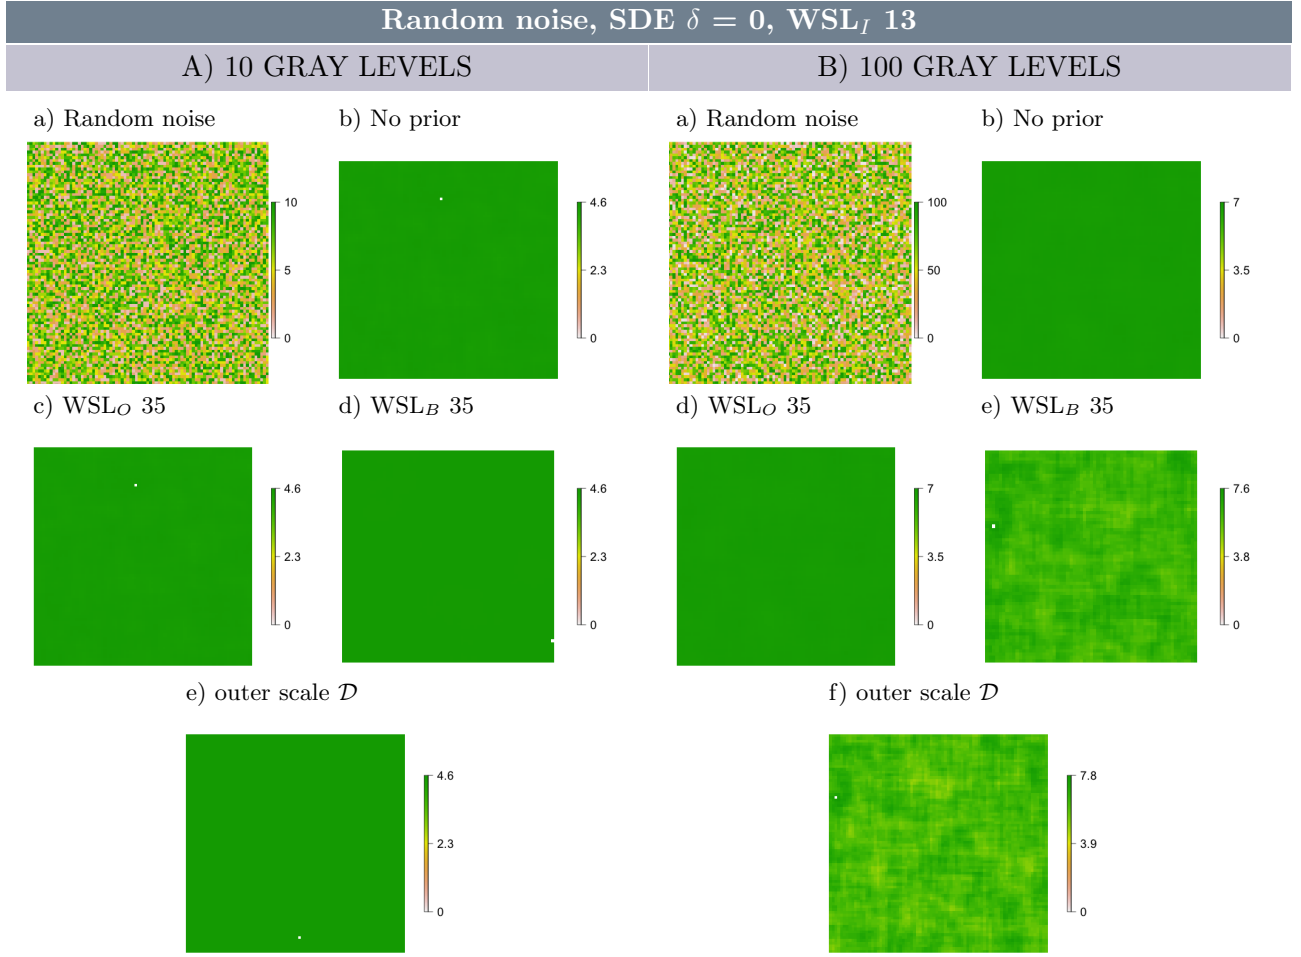 Random noise, SDE δ = 0, WSL_I 13
A) 10 GRAY LEVELS
B) 100 GRAY LEVELS
a) Random noise
b) No prior
a) Random noise
b) No prior
10
5
0
4.6
2.3
0
100
50
0
7
3.5
0
c) WSL_O 35
d) WSL_B 35
d) WSL_O 35
e) WSL_B 35
4.6
2.3
0
4.6
2.3
0
7
3.5
0
7.6
3.8
0
e) outer scale 𝒟
f) outer scale 𝒟
4.6
2.3
0
7.8
3.9
0